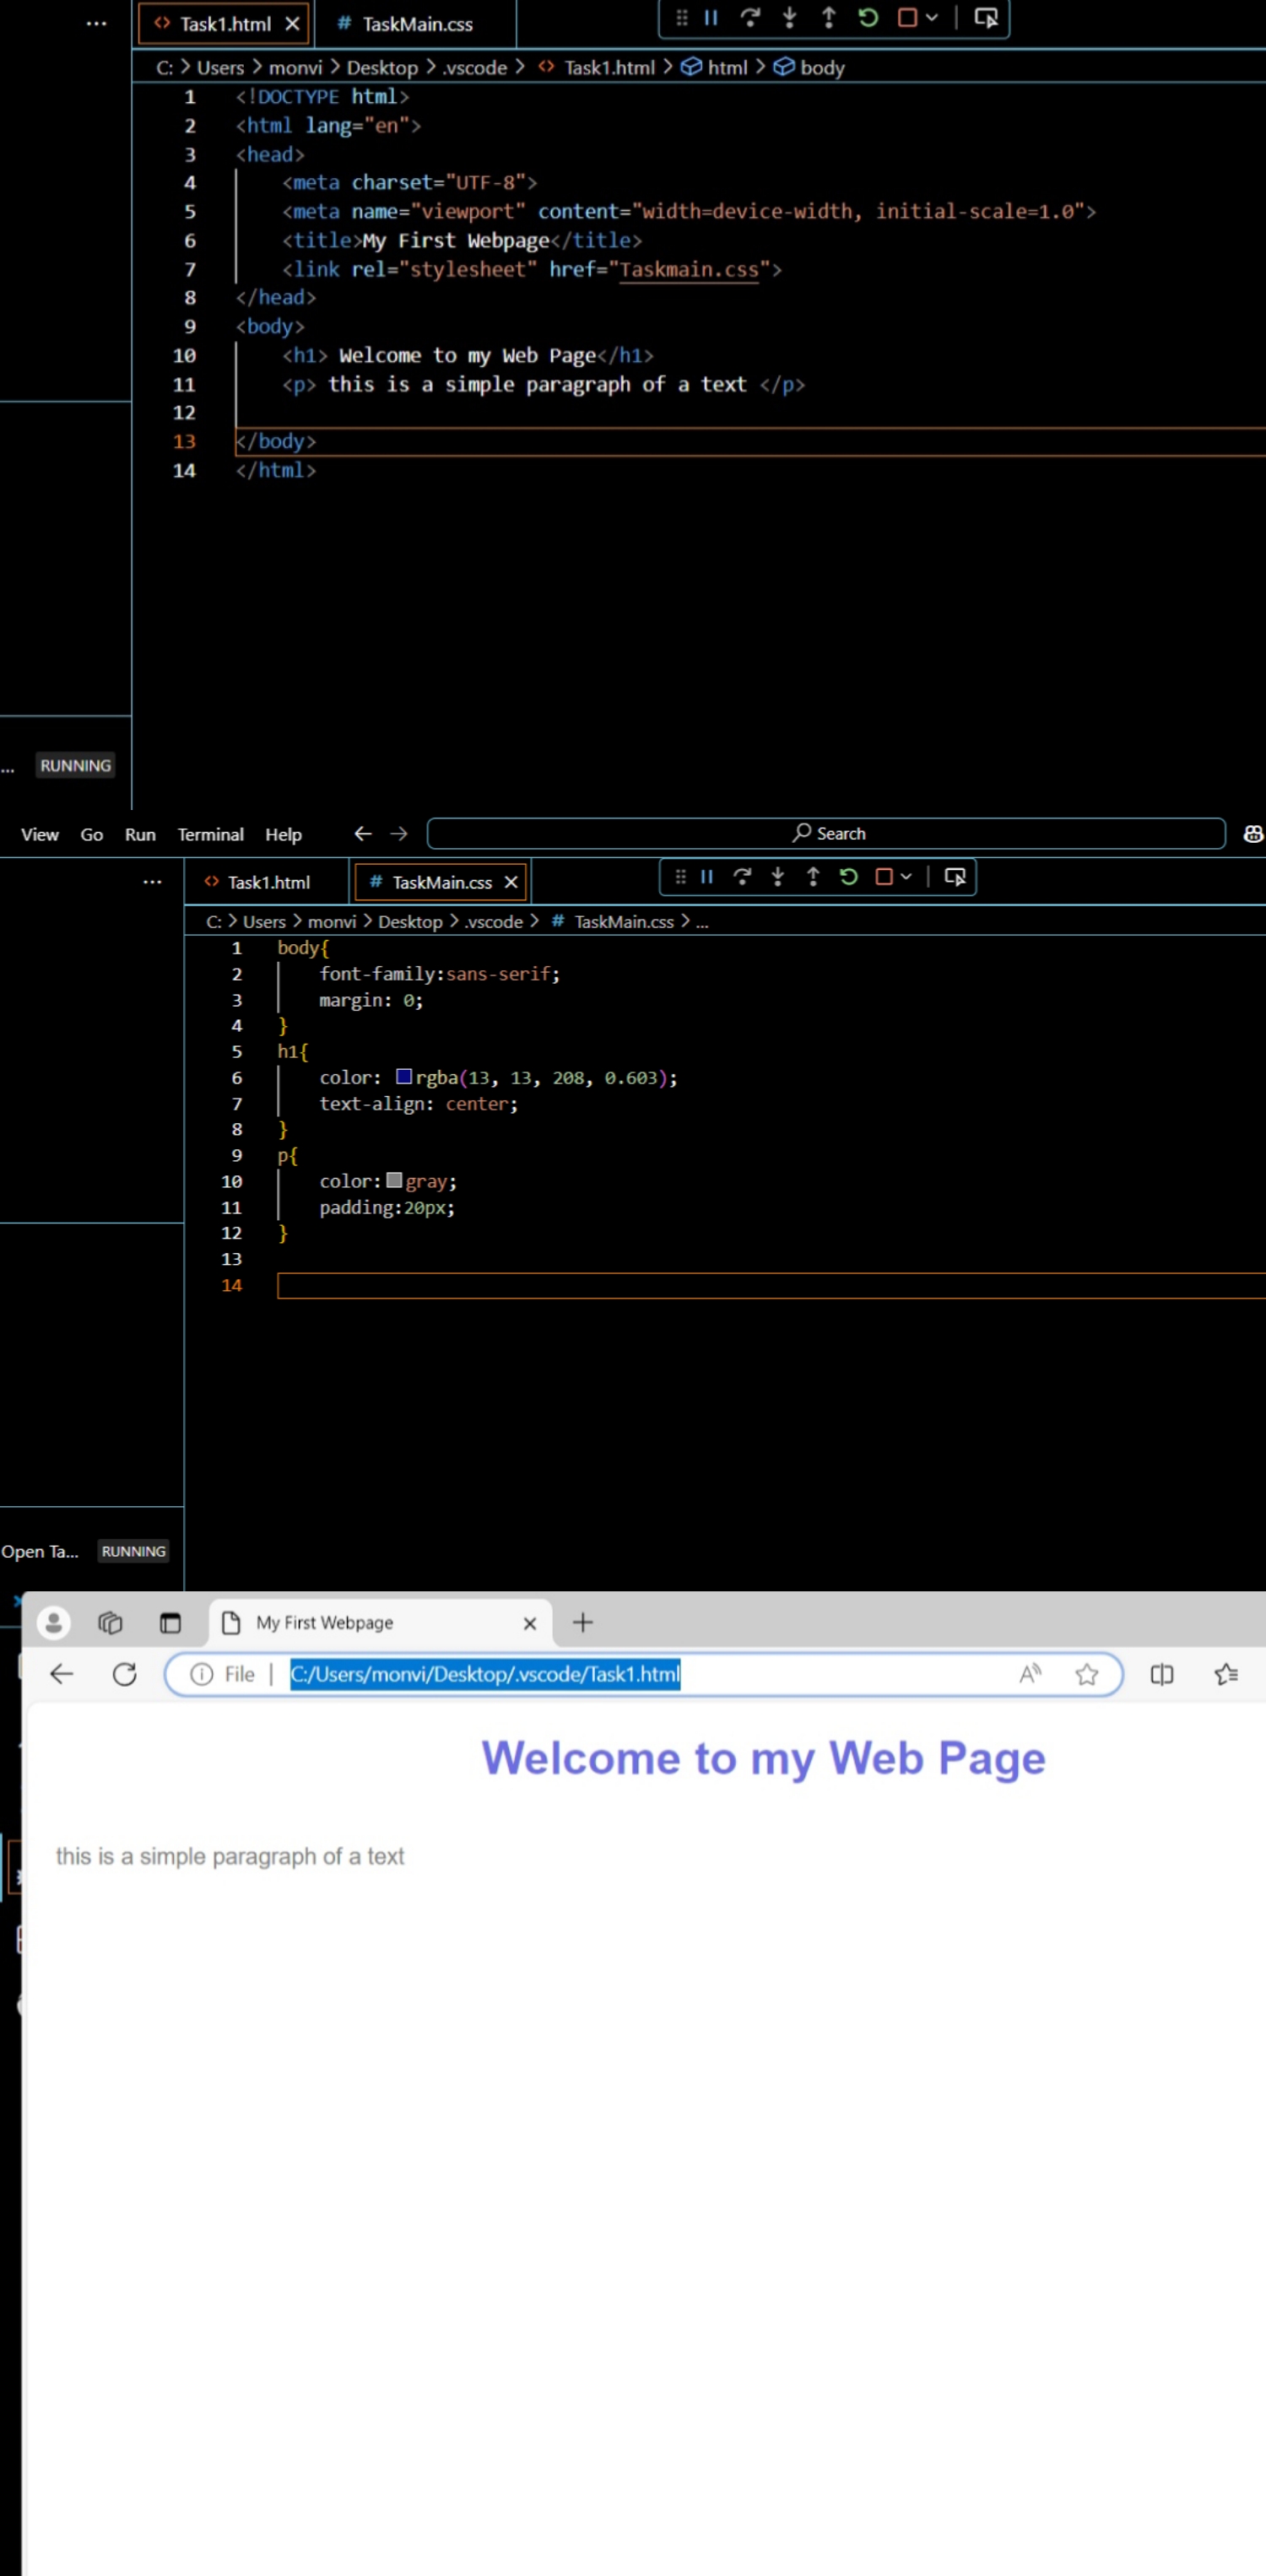 ... Task1.html TaskMain.css
C: > Users > monvi > Desktop > .vscode > Task1.html > html > body
1 <!DOCTYPE html>
2 <html lang="en">
3 <head>
4 <meta charset="UTF-8">
5 <meta name="viewport" content="width=device-width, initial-scale=1.0">
6 <title>My First Webpage</title>
7 <link rel="stylesheet" href="Taskmain.css">
8 </head>
9 <body>
10 <h1> Welcome to my Web Page</h1>
11 <p> this is a simple paragraph of a text </p>
12
13 </body>
14 </html>
... RUNNING
View Go Run Terminal Help Search
... Task1.html # TaskMain.css
C: > Users > monvi > Desktop > .vscode > # TaskMain.css > ...
1 body{
2 font-family:sans-serif;
3 margin: 0;
4 }
5 h1{
6 color: rgba(13, 13, 208, 0.603);
7 text-align: center;
8 }
9 p{
10 color: gray;
11 padding:20px;
12 }
13
14
Open Ta... RUNNING
My First Webpage
File | C:/Users/monvi/Desktop/.vscode/Task1.html
Welcome to my Web Page
this is a simple paragraph of a text